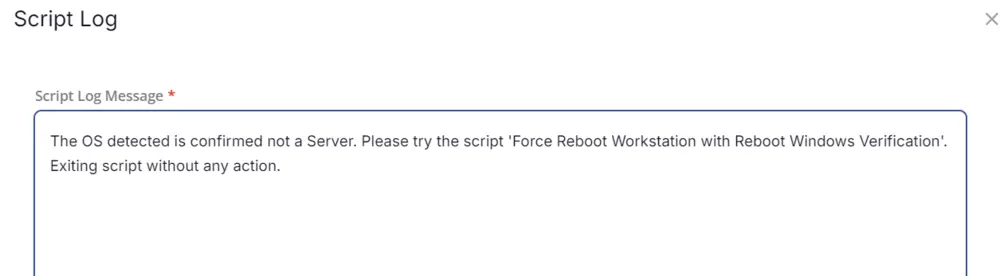 Script Log
Script Log Message *
The OS detected is confirmed not a Server. Please try the script 'Force Reboot Workstation with Reboot Windows Verification'.
Exiting script without any action.